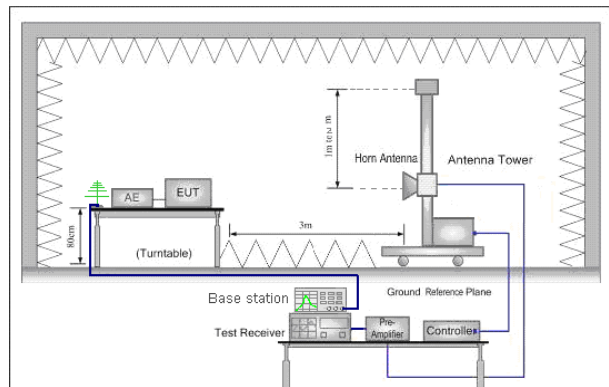 1m to 4 m
Horn Antenna
Antenna Tower
AE
EUT
3m
80cm
(Turntable)
Ground Reference Plane
Base station
Test Receiver
Pre-
Amplifier
Controller